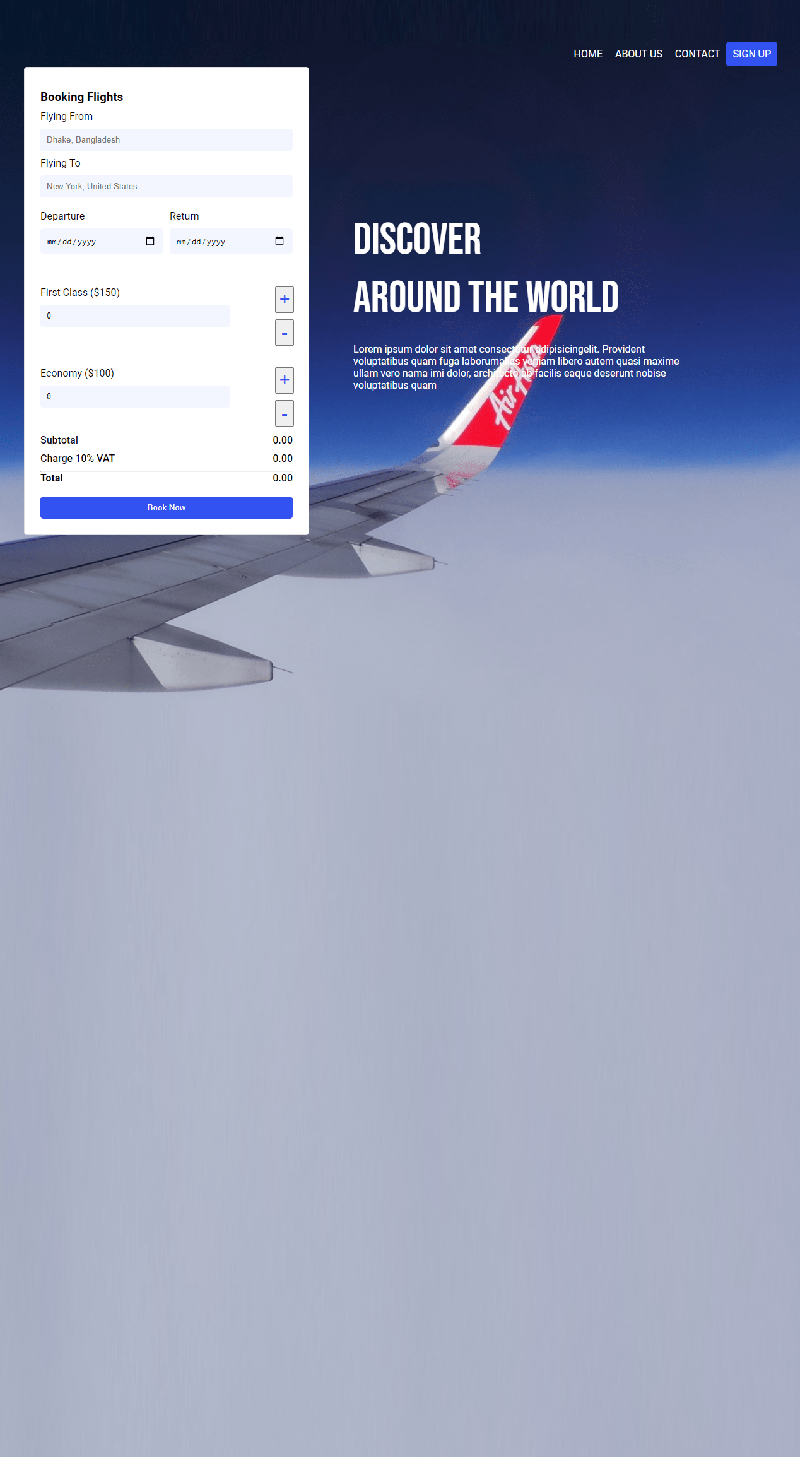 HOME ABOUT US CONTACT SIGN UP
Booking Flights
Flying From
Dhake, Bangladesh
Flying To
New York, United States
Departure Return
mm/dd/yyyy mm/dd/yyyy
First Class ($150)
+
0
-
Economy ($100)
+
0
-
Subtotal 0.00
Charge 10% VAT 0.00
Total 0.00
Book Now
DISCOVER
AROUND THE WORLD
Lorem ipsum dolor sit amet consectetur adipisicingelit. Provident
voluptatibus quam fuga laborumalias veniam libero autem quasi maxime
ullam vero nama imi dolor, architecto ab facilis eaque deserunt nobise
voluptatibus quam
AirAsia